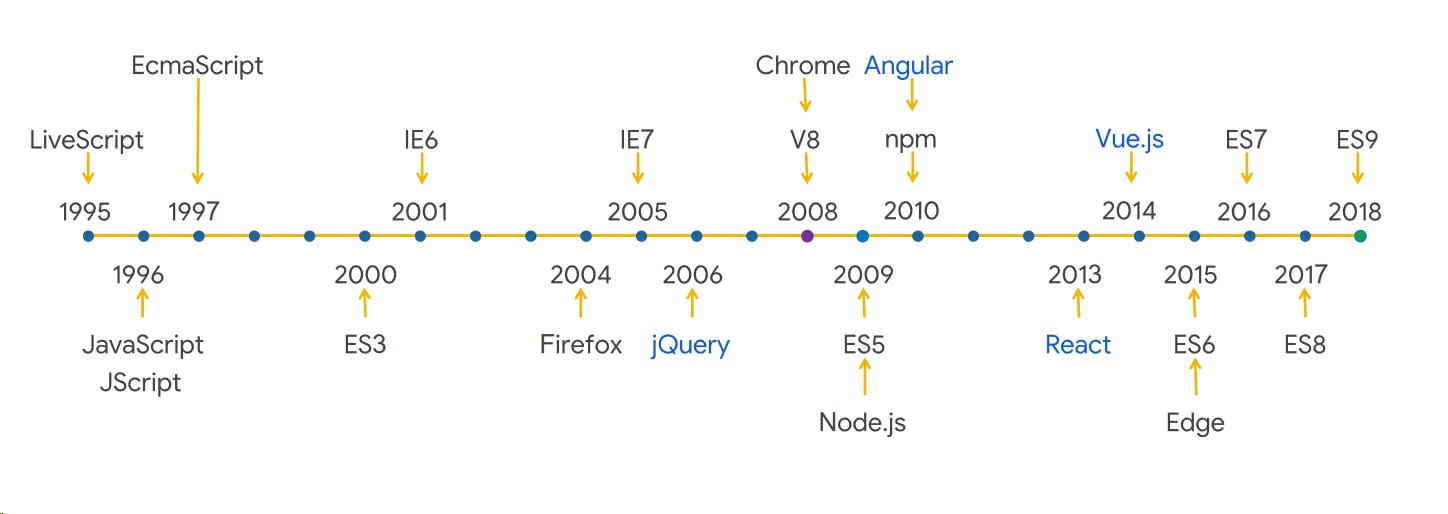 EcmaScript
Chrome
Angular
LiveScript
IE6
IE7
V8
npm
Vue.js
ES7
ES9
1995
1997
2001
2005
2008
2010
2014
2016
2018
1996
2000
2004
2006
2009
2013
2015
2017
JavaScript
JScript
ES3
Firefox
jQuery
ES5
React
ES6
ES8
Node.js
Edge